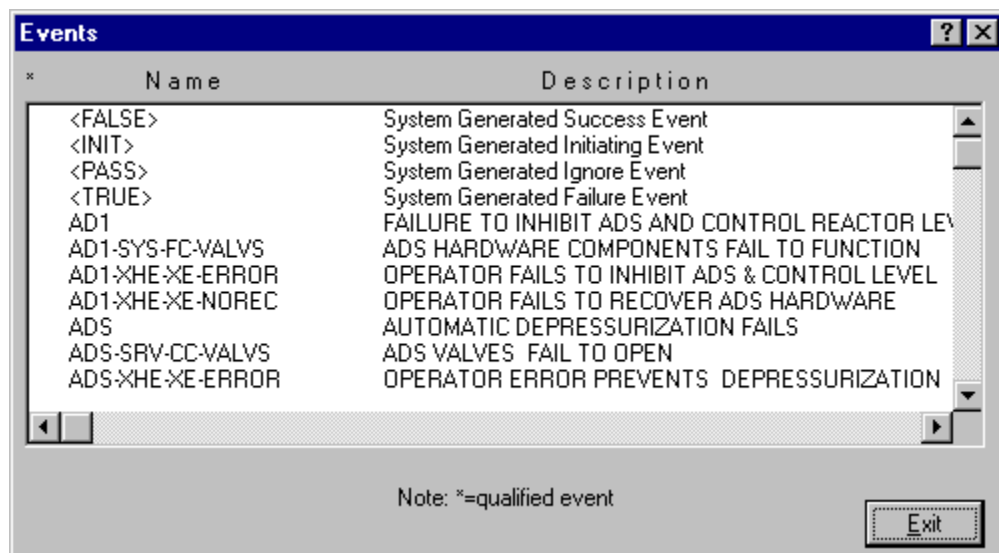 Events
* Name Description
<FALSE> System Generated Success Event
<INIT> System Generated Initiating Event
<PASS> System Generated Ignore Event
<TRUE> System Generated Failure Event
AD1 FAILURE TO INHIBIT ADS AND CONTROL REACTOR LEV
AD1-SYS-FC-VALVS ADS HARDWARE COMPONENTS FAIL TO FUNCTION
AD1-XHE-XE-ERROR OPERATOR FAILS TO INHIBIT ADS & CONTROL LEVEL
AD1-XHE-XE-NOREC OPERATOR FAILS TO RECOVER ADS HARDWARE
ADS AUTOMATIC DEPRESSURIZATION FAILS
ADS-SRV-CC-VALVS ADS VALVES FAIL TO OPEN
ADS-XHE-XE-ERROR OPERATOR ERROR PREVENTS DEPRESSURIZATION
Note: *=qualified event
Exit